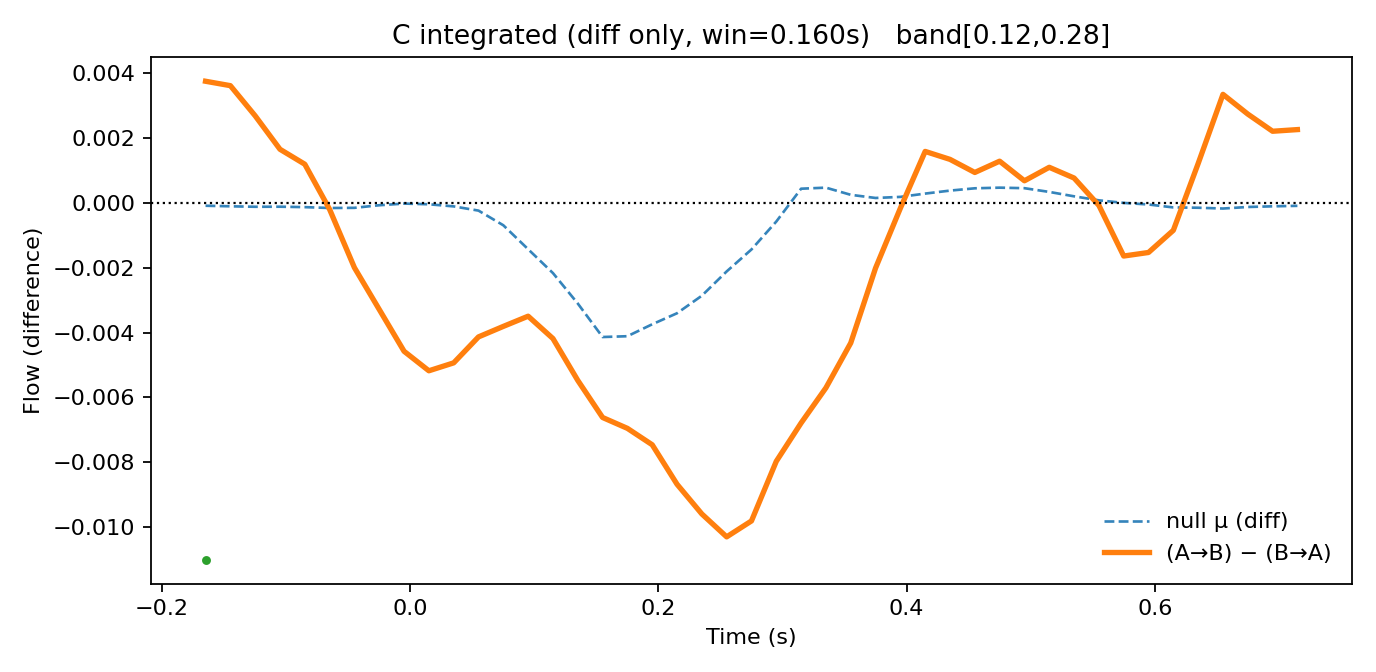 C integrated (diff only, win=0.160s)   band[0.12,0.28]
Flow (difference)
0.004
0.002
0.000
−0.002
−0.004
−0.006
−0.008
−0.010
null μ (diff)
(A→B) − (B→A)
−0.2
0.0
0.2
0.4
0.6
Time (s)